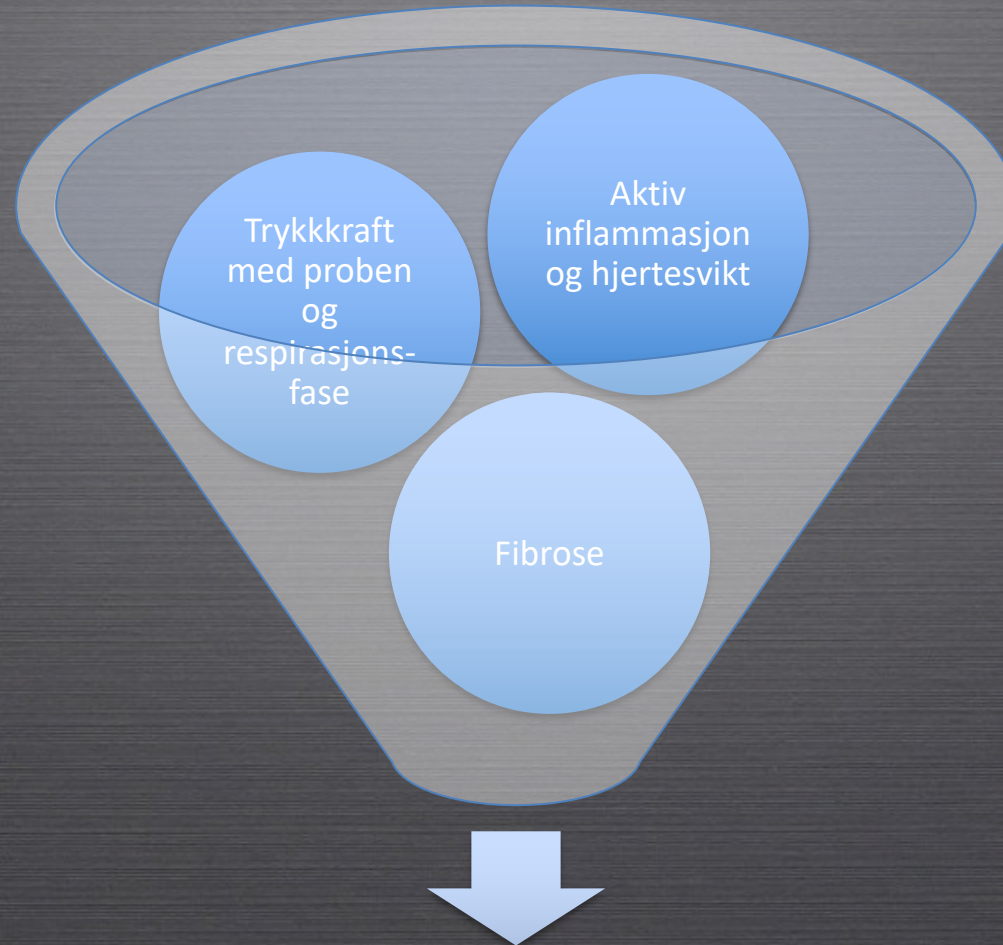 Trykkkraft
med proben
og
respirasjons-
fase
Aktiv
inflammasjon
og hjertesvikt
Fibrose